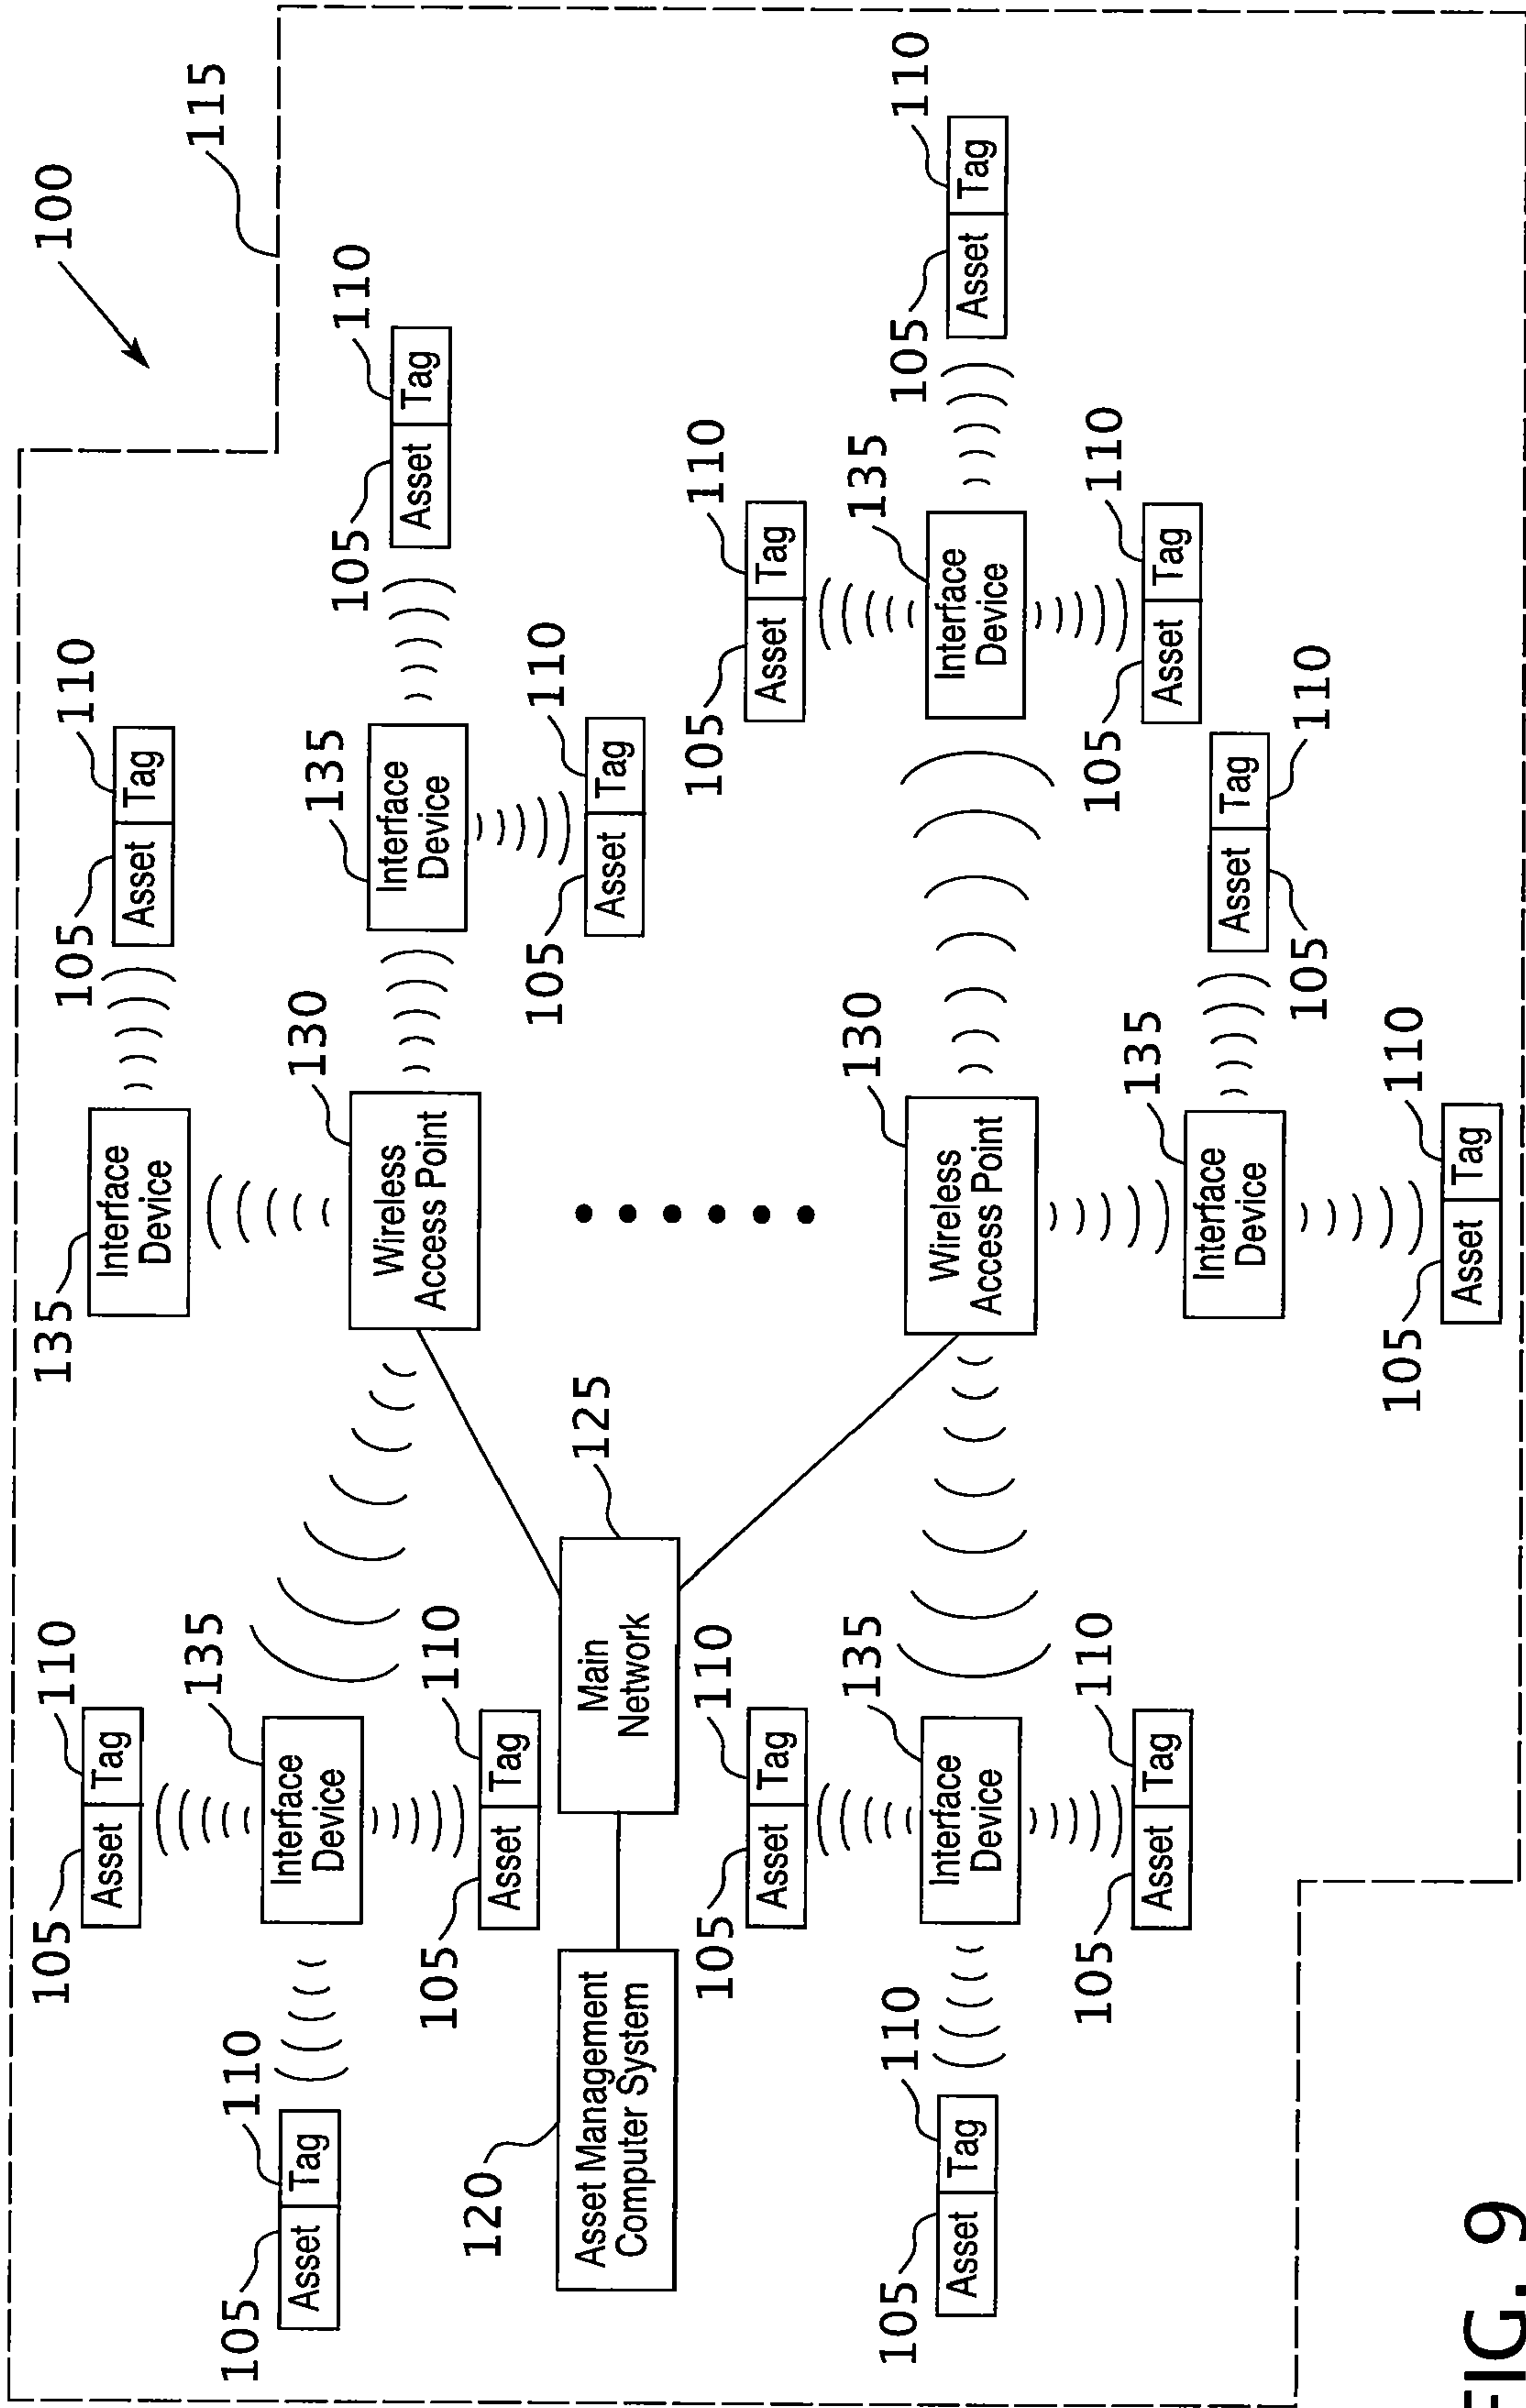 100
115
105
110
135
105
110
Asset
Tag
Interface
Device
Asset
Tag
135
105
110
130
135
105
110
Asset
Tag
Interface
Device
Wireless
Access Point
Interface
Device
Asset
Tag
105
110
Asset
Tag
105
110
Asset
Tag
120
125
Asset Management
Computer System
Main
Network
105
110
105
110
Asset
Tag
Asset
Tag
135
130
135
105
110
105
110
Asset
Tag
Interface
Device
Wireless
Access Point
Interface
Device
Asset
Tag
105
110
135
105
110
Asset
Tag
Interface
Device
Asset
Tag
Asset
Tag
105
110
105
110
Asset
Tag
FIG. 9